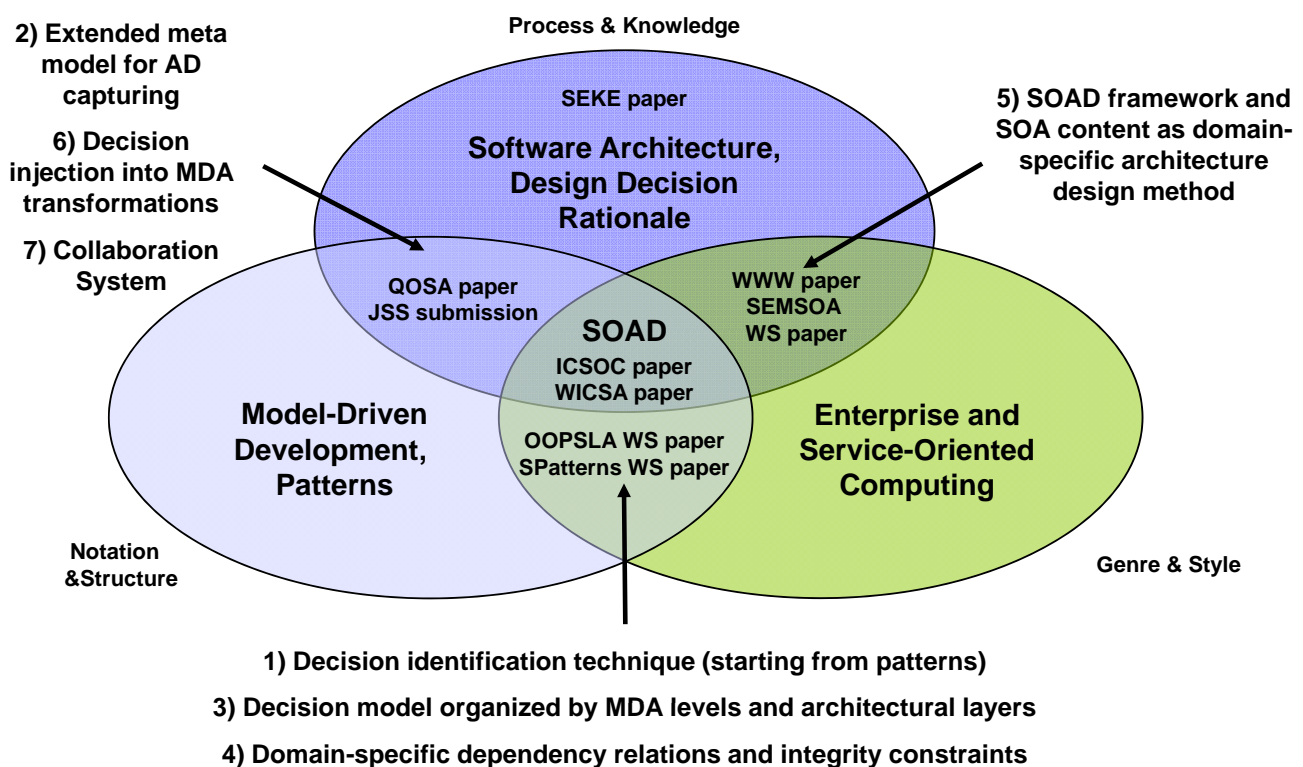 Process & Knowledge
2) Extended meta
model for AD
capturing
6) Decision
injection into MDA
transformations
7) Collaboration
System
SEKE paper
Software Architecture,
Design Decision
Rationale
5) SOAD framework and
SOA content as domain-
specific architecture
design method
QOSA paper
JSS submission
WWW paper
SEMSOA
WS paper
SOAD
ICSOC paper
WICSA paper
Model-Driven
Development,
Patterns
OOPSLA WS paper
SPatterns WS paper
Enterprise and
Service-Oriented
Computing
Notation
&Structure
Genre & Style
1) Decision identification technique (starting from patterns)
3) Decision model organized by MDA levels and architectural layers
4) Domain-specific dependency relations and integrity constraints